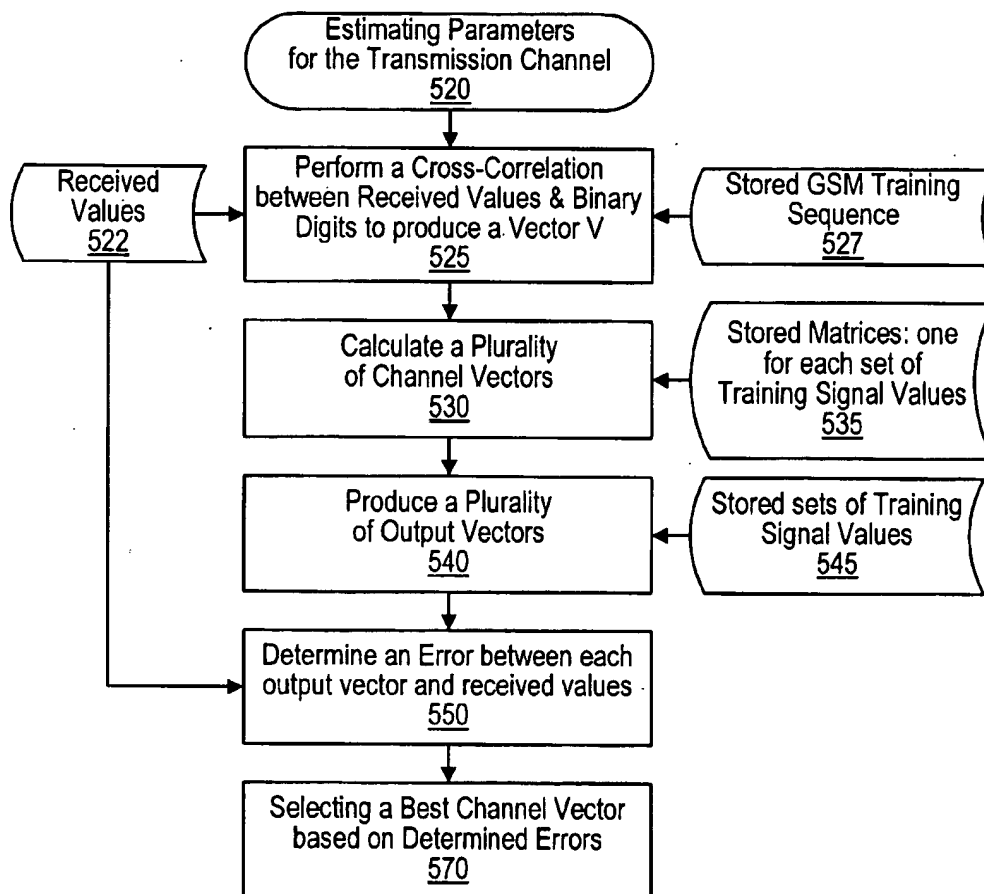 Estimating Parameters
for the Transmission Channel
520
Received
Values
522
Perform a Cross-Correlation
between Received Values & Binary
Digits to produce a Vector V
525
Stored GSM Training
Sequence
527
Calculate a Plurality
of Channel Vectors
530
Stored Matrices: one
for each set of
Training Signal Values
535
Produce a Plurality
of Output Vectors
540
Stored sets of Training
Signal Values
545
Determine an Error between each
output vector and received values
550
Selecting a Best Channel Vector
based on Determined Errors
570